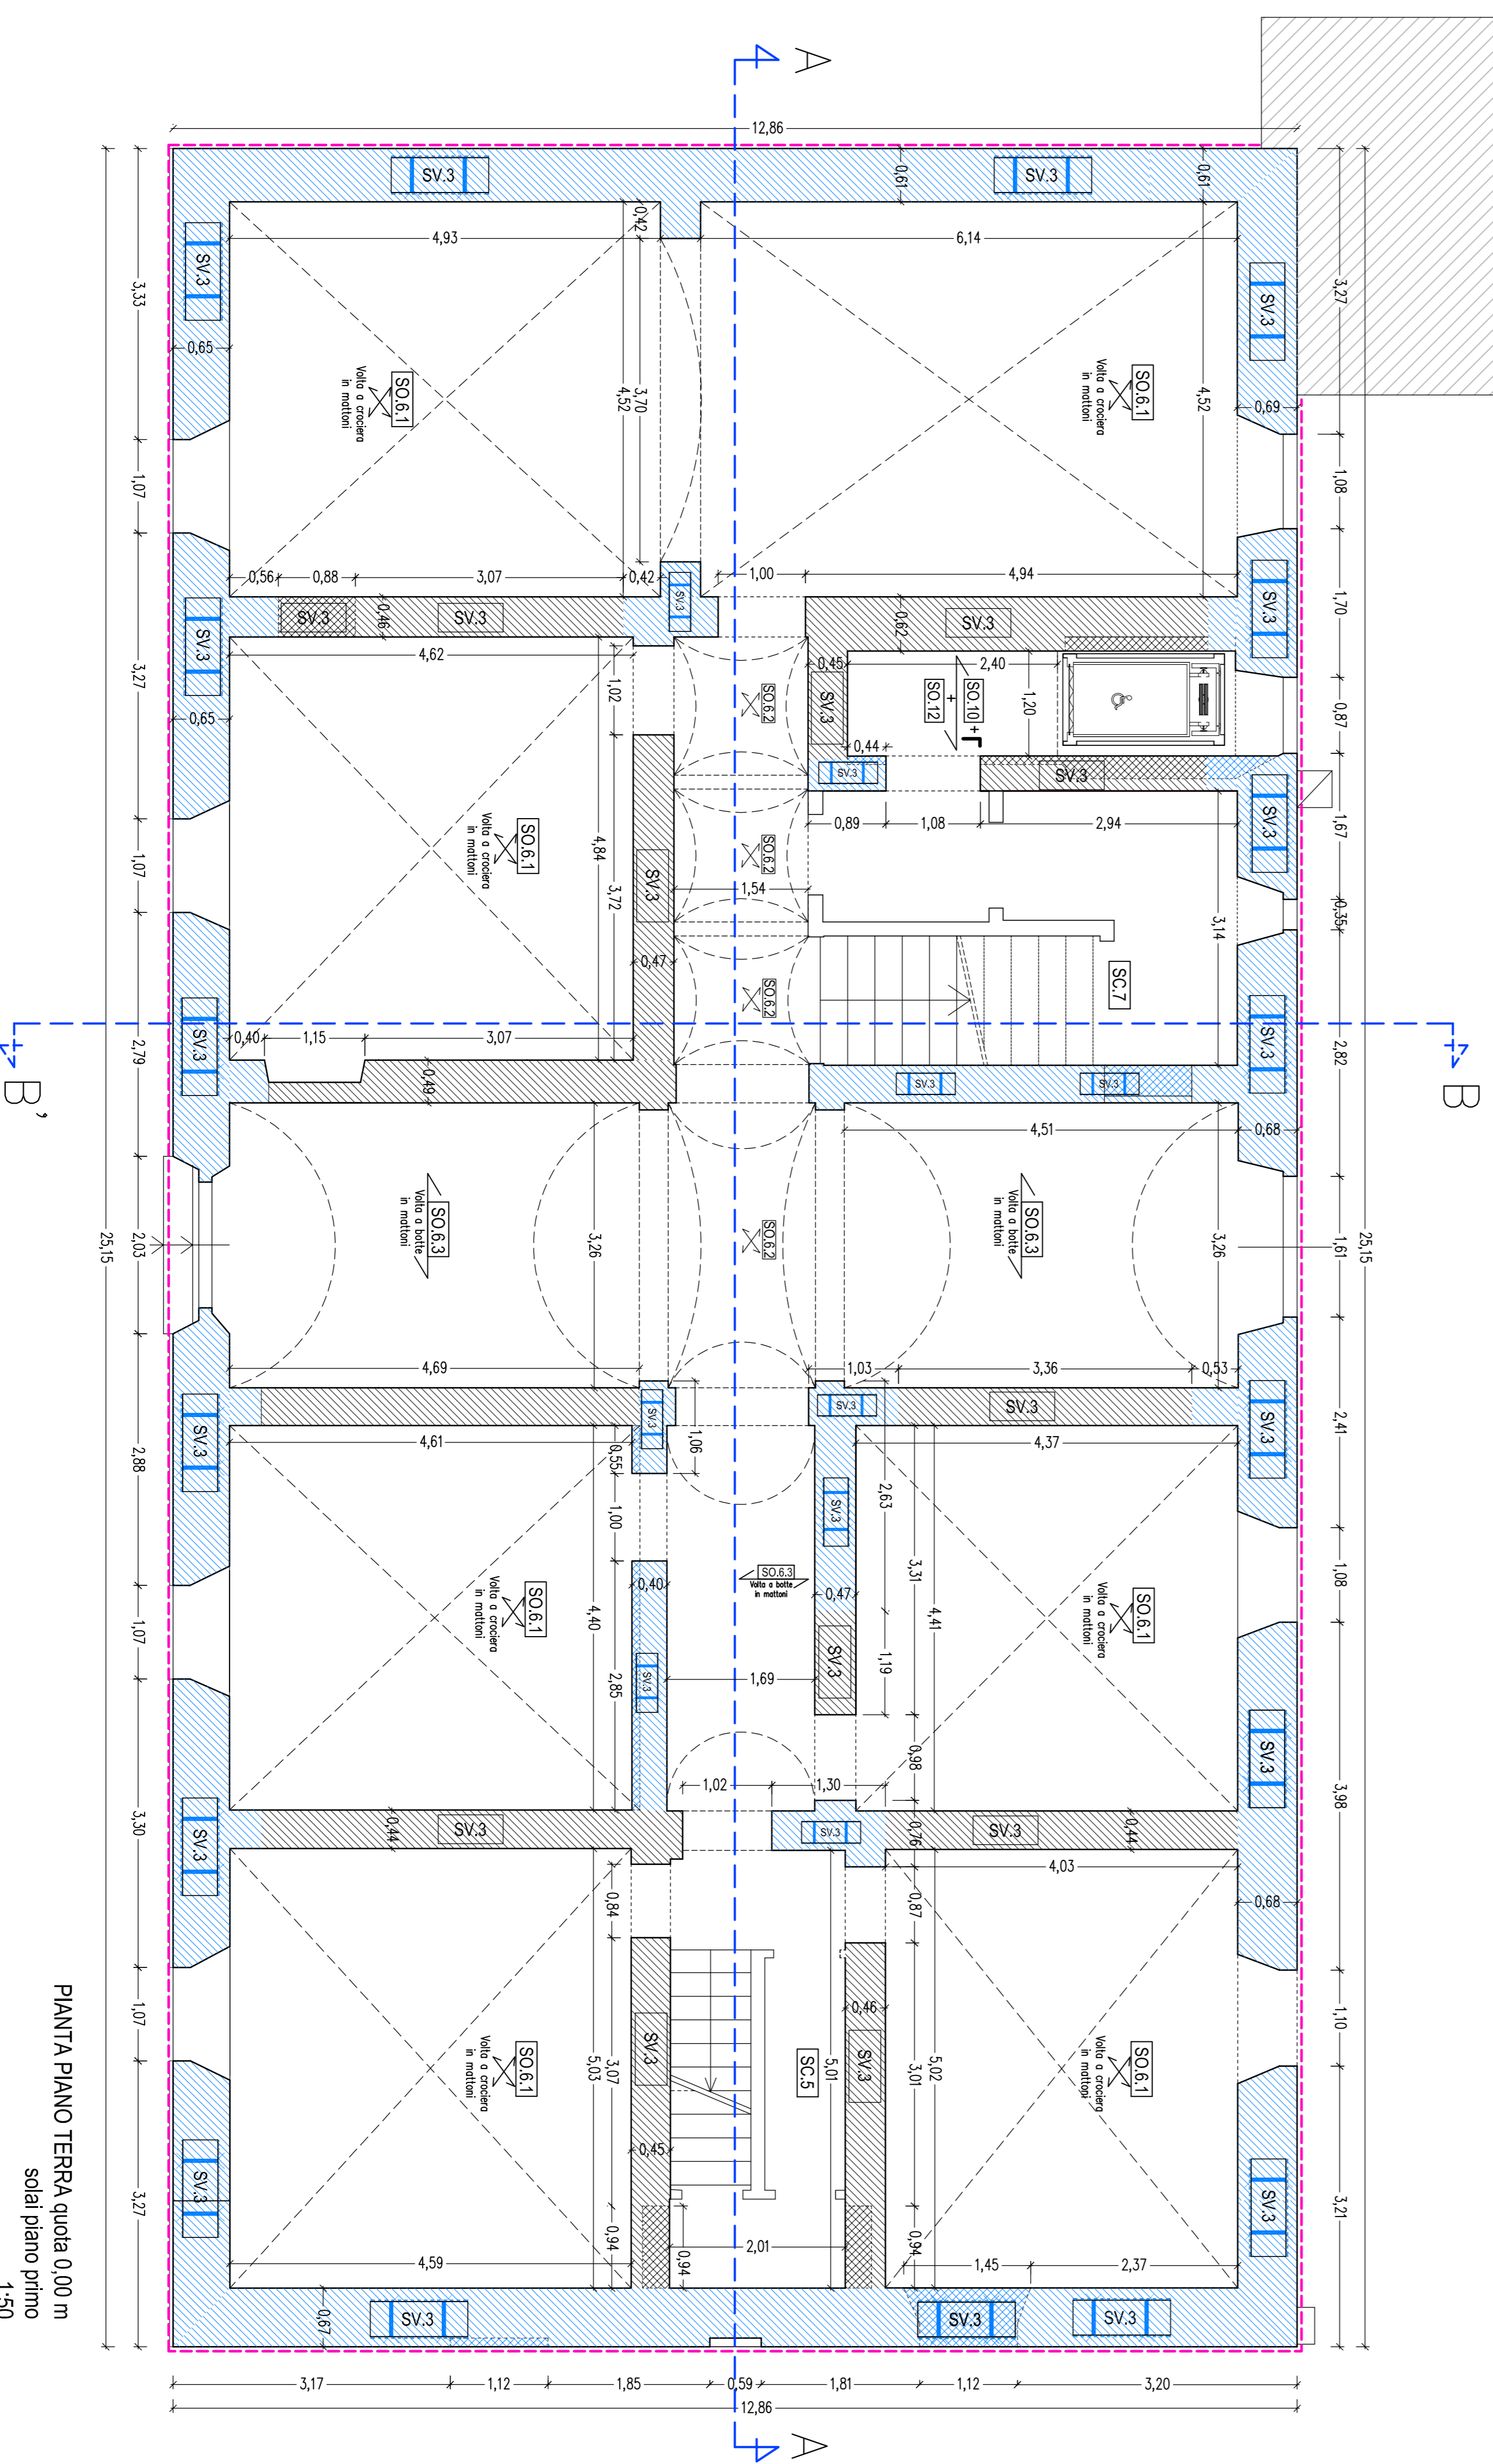 A
12,86
SV.3
SV.3
0,61
0,61
0,42
4,93
6,14
SV.3
SV.3
3,33
3,27
0,65
0,69
SO.6.1
Volta a crociera
in mattoni
3,70
4,52
SO.6.1
Volta a crociera
in mattoni
4,52
1,07
1,08
0,56
0,88
3,07
0,42
1,00
4,94
SV.3
SV.3
SV.3
SV.3
SV.3
SV.3
1,70
0,46
0,62
4,62
0,45
2,40
3,27
1,02
0,65
SO.6.2
SV.3
SO.10
+
SO.12
+
1,20
0,87
0,44
SV.3
SV.3
SV.3
1,67
0,89
1,08
2,94
SO.6.1
Volta a crociera
in mattoni
4,84
3,72
SV.3
SO.6.2
1,54
1,07
0,35
3,14
0,47
SO.6.2
SC.7
SV.3
SV.3
B
B'
0,40
1,15
3,07
2,79
2,82
0,49
SV.3
SV.3
4,51
0,68
SO.6.3
Volta a botte
in mattoni
3,26
SO.6.2
SO.6.3
Volta a botte
in mattoni
3,26
25,15
2,03
1,61
25,15
4,69
1,03
3,36
0,53
SV.3
SV.3
SV.3
SV.3
SV.3
2,41
4,61
0,55
1,06
4,37
2,88
1,00
2,63
SV.3
3,31
SO.6.3
Volta a botte
in mattoni
0,40
0,47
SO.6.1
Volta a crociera
in mattoni
4,40
4,41
SO.6.1
Volta a crociera
in mattoni
1,07
1,08
2,85
SV.3
1,69
SV.3
1,19
SV.3
0,98
1,02
1,30
3,98
3,30
SV.3
0,44
SV.3
SV.3
0,76
SV.3
0,44
4,03
0,84
0,87
0,68
1,07
1,10
0,46
SO.6.1
Volta a crociera
in mattoni
5,03
3,07
SV.3
SC.5
5,01
SV.3
3,01
5,02
SO.6.1
Volta a crociera
in mattoni
0,45
SV.3
SV.3
3,27
3,21
4,59
0,94
0,94
2,01
0,94
1,45
2,37
0,67
SV.3
SV.3
SV.3
3,17
1,12
1,85
0,59
1,81
1,12
3,20
12,86
A
PIANTA PIANO TERRA quota 0,00 m
solai piano primo
1:50